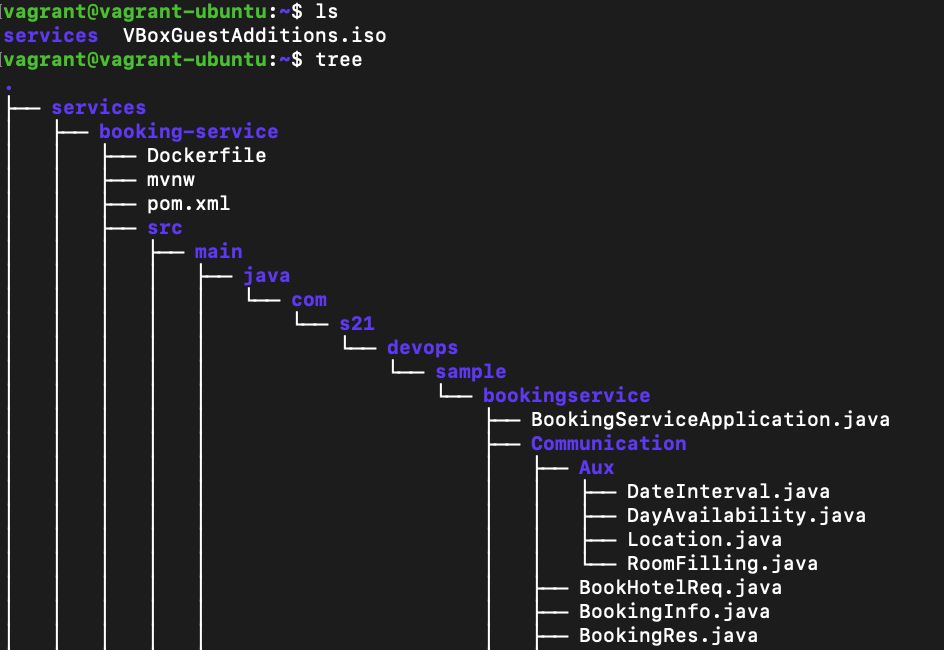 vagrant@vagrant-ubuntu:~$ ls
services  VBoxGuestAdditions.iso
vagrant@vagrant-ubuntu:~$ tree
.
├── services
│   ├── booking-service
│   │   ├── Dockerfile
│   │   ├── mvnw
│   │   ├── pom.xml
│   │   ├── src
│   │   │   ├── main
│   │   │   │   ├── java
│   │   │   │   │   └── com
│   │   │   │   │       └── s21
│   │   │   │   │           └── devops
│   │   │   │   │               └── sample
│   │   │   │   │                   └── bookingservice
│   │   │   │   │                       ├── BookingServiceApplication.java
│   │   │   │   │                       ├── Communication
│   │   │   │   │                       │   ├── Aux
│   │   │   │   │                       │   │   ├── DateInterval.java
│   │   │   │   │                       │   │   ├── DayAvailability.java
│   │   │   │   │                       │   │   ├── Location.java
│   │   │   │   │                       │   │   └── RoomFilling.java
│   │   │   │   │                       │   ├── BookHotelReq.java
│   │   │   │   │                       │   ├── BookingInfo.java
│   │   │   │   │                       │   ├── BookingRes.java